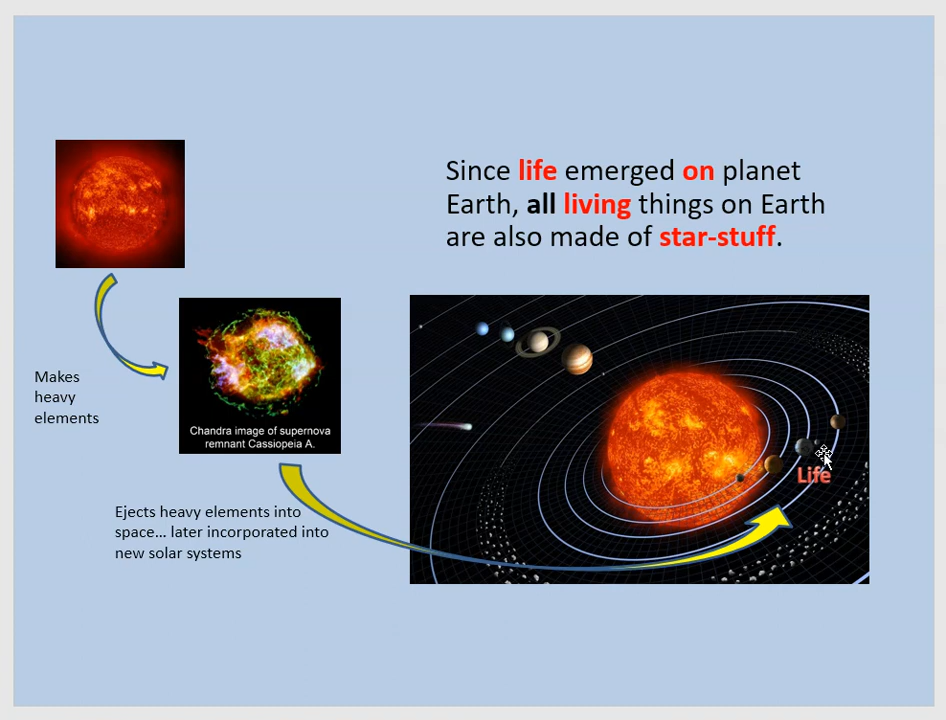 Since life emerged on planet
Earth, all living things on Earth
are also made of star-stuff.
Makes
heavy
elements
Chandra image of supernova
remnant Cassiopeia A.
Life
Ejects heavy elements into
space... later incorporated into
new solar systems